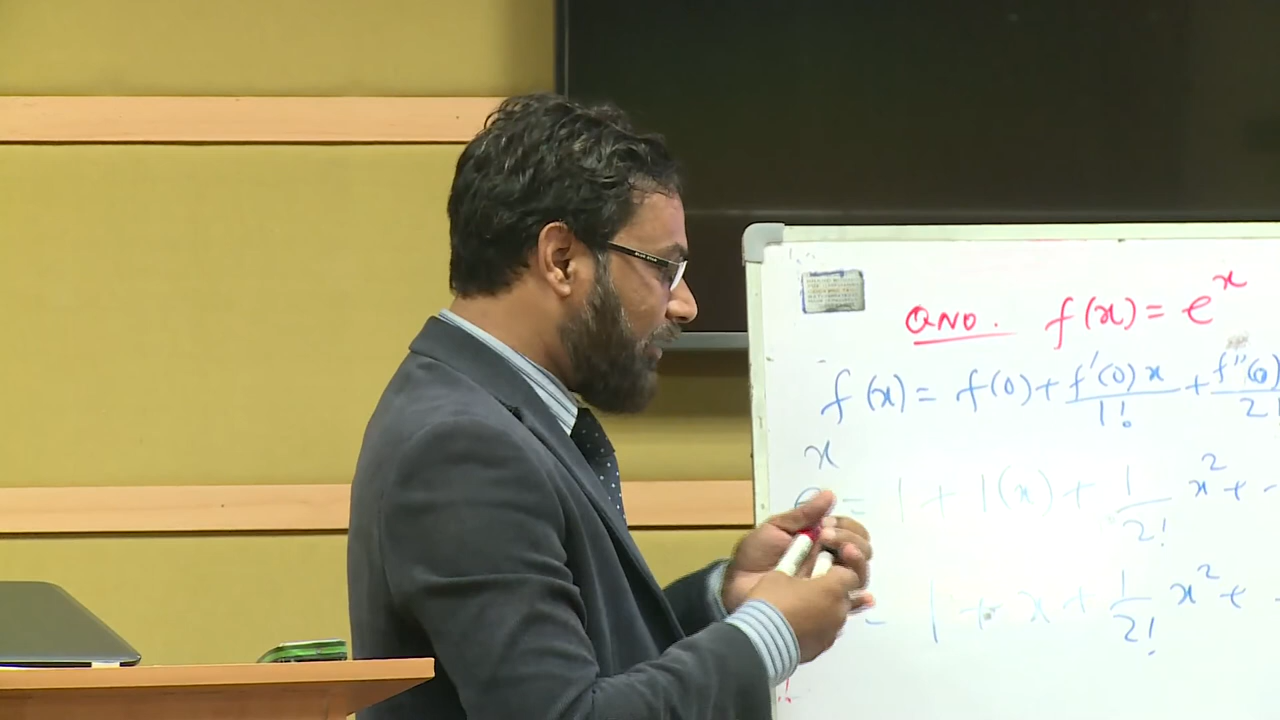 QNO. f(x) = e^x
f(x) = f(0) + f'(0)x/1! + f''(0)/2!
e^x = 1 + 1(x) + 1/2! x^2 + -
= 1 + x + 1/2! x^2 + -